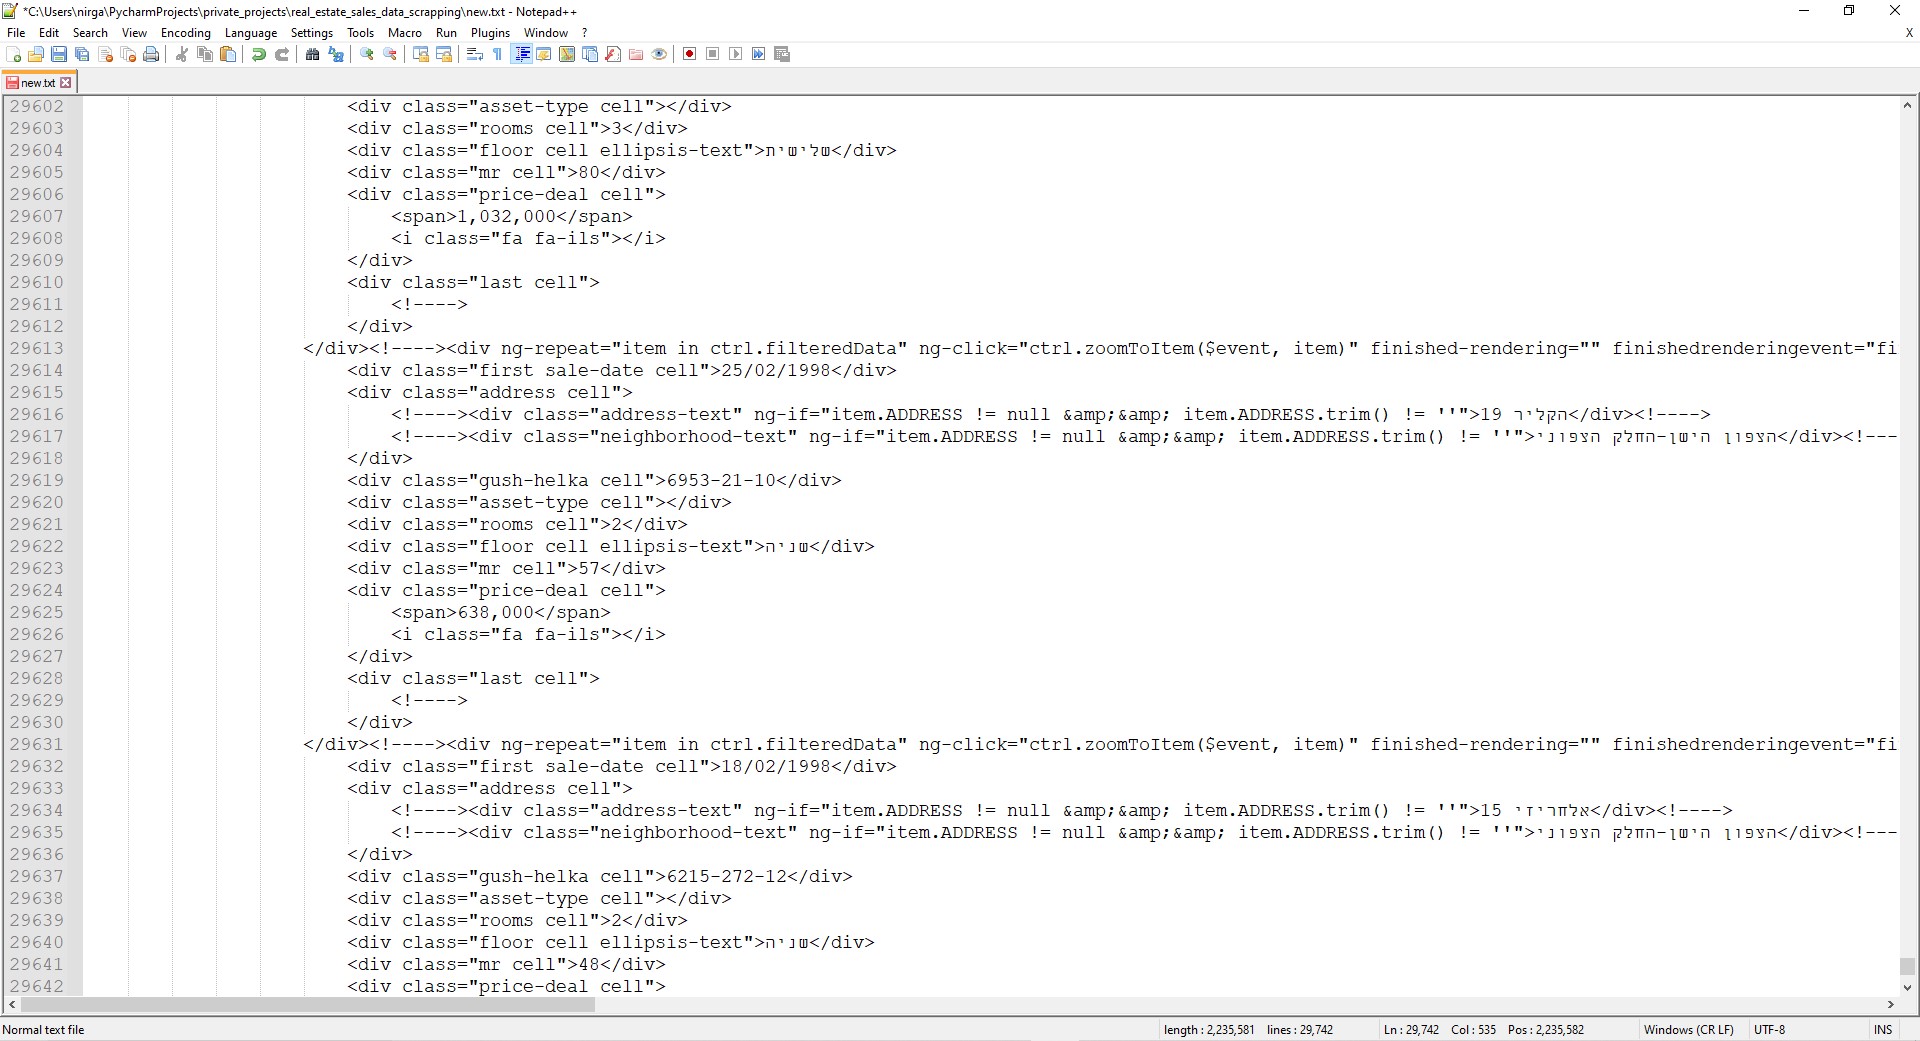 *C:\Users\nirga\PycharmProjects\private_projects\real_estate_sales_data_scrapping\new.txt - Notepad++
File Edit Search View Encoding Language Settings Tools Macro Run Plugins Window ? X
new.txt
29602 <div class="asset-type cell"></div>
29603 <div class="rooms cell">3</div>
29604 <div class="floor cell ellipsis-text">שלישית</div>
29605 <div class="mr cell">80</div>
29606 <div class="price-deal cell">
29607 <span>1,032,000</span>
29608 <i class="fa fa-ils"></i>
29609 </div>
29610 <div class="last cell">
29611 <!---->
29612 </div>
29613 </div><!----><div ng-repeat="item in ctrl.filteredData" ng-click="ctrl.zoomToItem($event, item)" finished-rendering="" finishedrenderingevent="fi
29614 <div class="first sale-date cell">25/02/1998</div>
29615 <div class="address cell">
29616 <!----><div class="address-text" ng-if="item.ADDRESS != null &amp;&amp; item.ADDRESS.trim() != ''">הקליר 19</div><!---->
29617 <!----><div class="neighborhood-text" ng-if="item.ADDRESS != null &amp;&amp; item.ADDRESS.trim() != ''">הצפון הישן-החלק הצפוני</div><!---
29618 </div>
29619 <div class="gush-helka cell">6953-21-10</div>
29620 <div class="asset-type cell"></div>
29621 <div class="rooms cell">2</div>
29622 <div class="floor cell ellipsis-text">שניה</div>
29623 <div class="mr cell">57</div>
29624 <div class="price-deal cell">
29625 <span>638,000</span>
29626 <i class="fa fa-ils"></i>
29627 </div>
29628 <div class="last cell">
29629 <!---->
29630 </div>
29631 </div><!----><div ng-repeat="item in ctrl.filteredData" ng-click="ctrl.zoomToItem($event, item)" finished-rendering="" finishedrenderingevent="fi
29632 <div class="first sale-date cell">18/02/1998</div>
29633 <div class="address cell">
29634 <!----><div class="address-text" ng-if="item.ADDRESS != null &amp;&amp; item.ADDRESS.trim() != ''">אלחריזי 15</div><!---->
29635 <!----><div class="neighborhood-text" ng-if="item.ADDRESS != null &amp;&amp; item.ADDRESS.trim() != ''">הצפון הישן-החלק הצפוני</div><!---
29636 </div>
29637 <div class="gush-helka cell">6215-272-12</div>
29638 <div class="asset-type cell"></div>
29639 <div class="rooms cell">2</div>
29640 <div class="floor cell ellipsis-text">שניה</div>
29641 <div class="mr cell">48</div>
29642 <div class="price-deal cell">
Normal text file length : 2,235,581 lines : 29,742 Ln : 29,742 Col : 535 Pos : 2,235,582 Windows (CR LF) UTF-8 INS